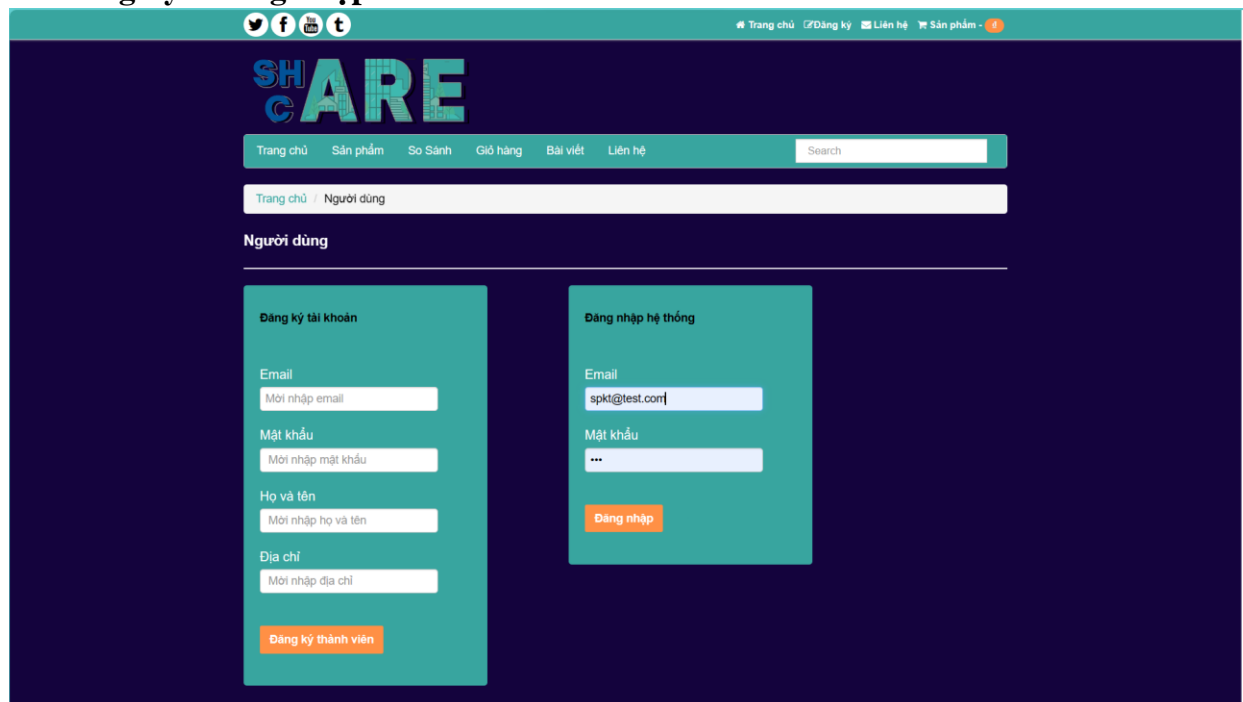 Trang chủ Đăng ký Liên hệ Sản phẩm -
SH ARE
C
Trang chủ Sản phẩm So Sánh Giỏ hàng Bài viết Liên hệ Search
Trang chủ / Người dùng
Người dùng
Đăng ký tài khoản
Email
Mời nhập email
Mật khẩu
Mời nhập mật khẩu
Họ và tên
Mời nhập họ và tên
Địa chỉ
Mời nhập địa chỉ
Đăng ký thành viên
Đăng nhập hệ thống
Email
spkt@test.com
Mật khẩu
•••
Đăng nhập